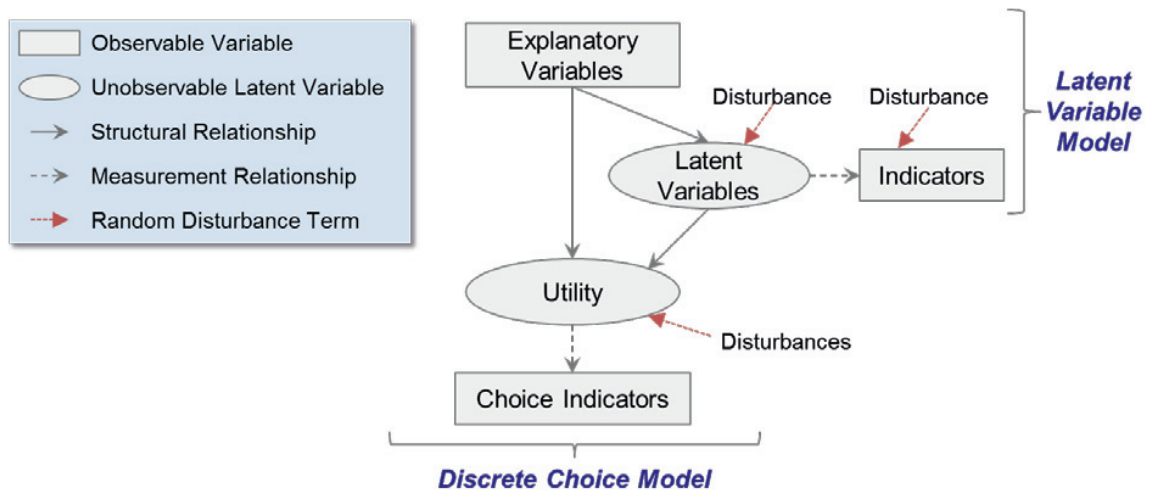 Observable Variable
Unobservable Latent Variable
Structural Relationship
Measurement Relationship
Random Disturbance Term
Explanatory
Variables
Disturbance
Disturbance
Latent
Variable
Model
Latent
Variables
Indicators
Utility
Disturbances
Choice Indicators
Discrete Choice Model